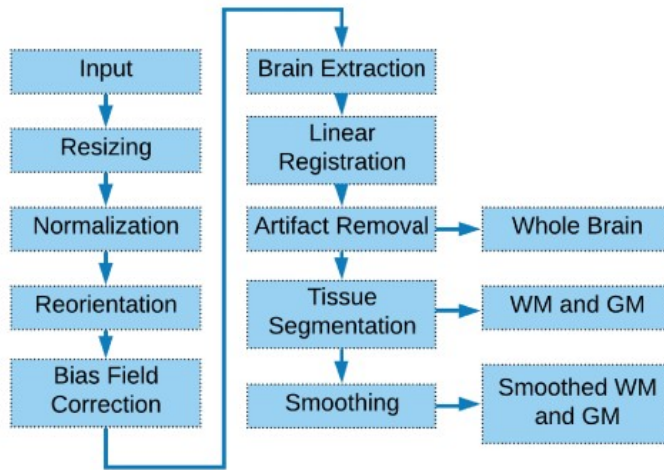 Input
Resizing
Normalization
Reorientation
Bias Field
Correction
Brain Extraction
Linear
Registration
Artifact Removal
Tissue
Segmentation
Smoothing
Whole Brain
WM and GM
Smoothed WM
and GM